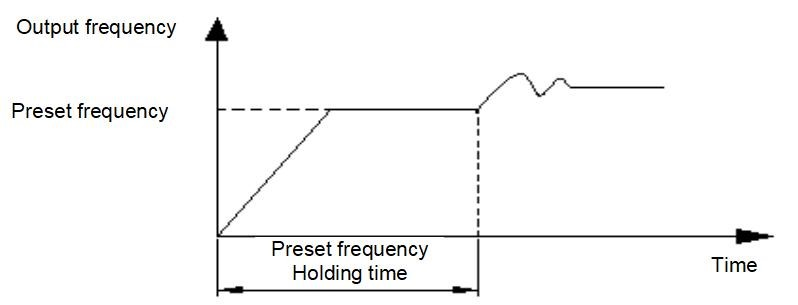 Output frequency
Preset frequency
Preset frequency
Holding time
Time